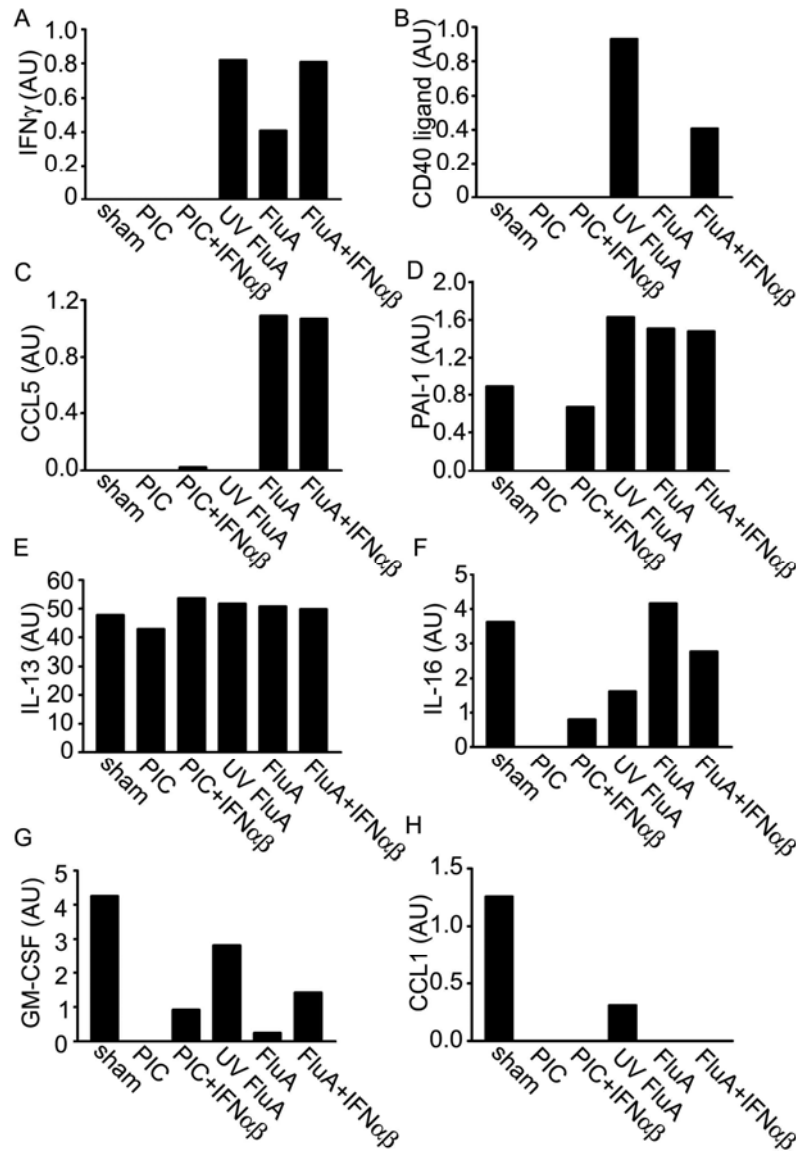 A
IFNγ (AU)
1.0
0.8
0.6
0.4
0.2
0
sham
PIC
PIC+IFNαβ
UV FluA
FluA
FluA+IFNαβ
B
CD40 ligand (AU)
1.0
0.8
0.6
0.4
0.2
0
sham
PIC
PIC+IFNαβ
UV FluA
FluA
FluA+IFNαβ
C
CCL5 (AU)
1.2
0.8
0.4
0.0
sham
PIC
PIC+IFNαβ
UV FluA
FluA
FluA+IFNαβ
D
PAI-1 (AU)
2.0
1.6
1.2
0.8
0.4
0.0
sham
PIC
PIC+IFNαβ
UV FluA
FluA
FluA+IFNαβ
E
IL-13 (AU)
60
50
40
30
20
10
0
sham
PIC
PIC+IFNαβ
UV FluA
FluA
FluA+IFNαβ
F
IL-16 (AU)
5
4
3
2
1
0
sham
PIC
PIC+IFNαβ
UV FluA
FluA
FluA+IFNαβ
G
GM-CSF (AU)
5
4
3
2
1
0
sham
PIC
PIC+IFNαβ
UV FluA
FluA
FluA+IFNαβ
H
CCL1 (AU)
1.5
1.0
0.5
0.0
sham
PIC
PIC+IFNαβ
UV FluA
FluA
FluA+IFNαβ